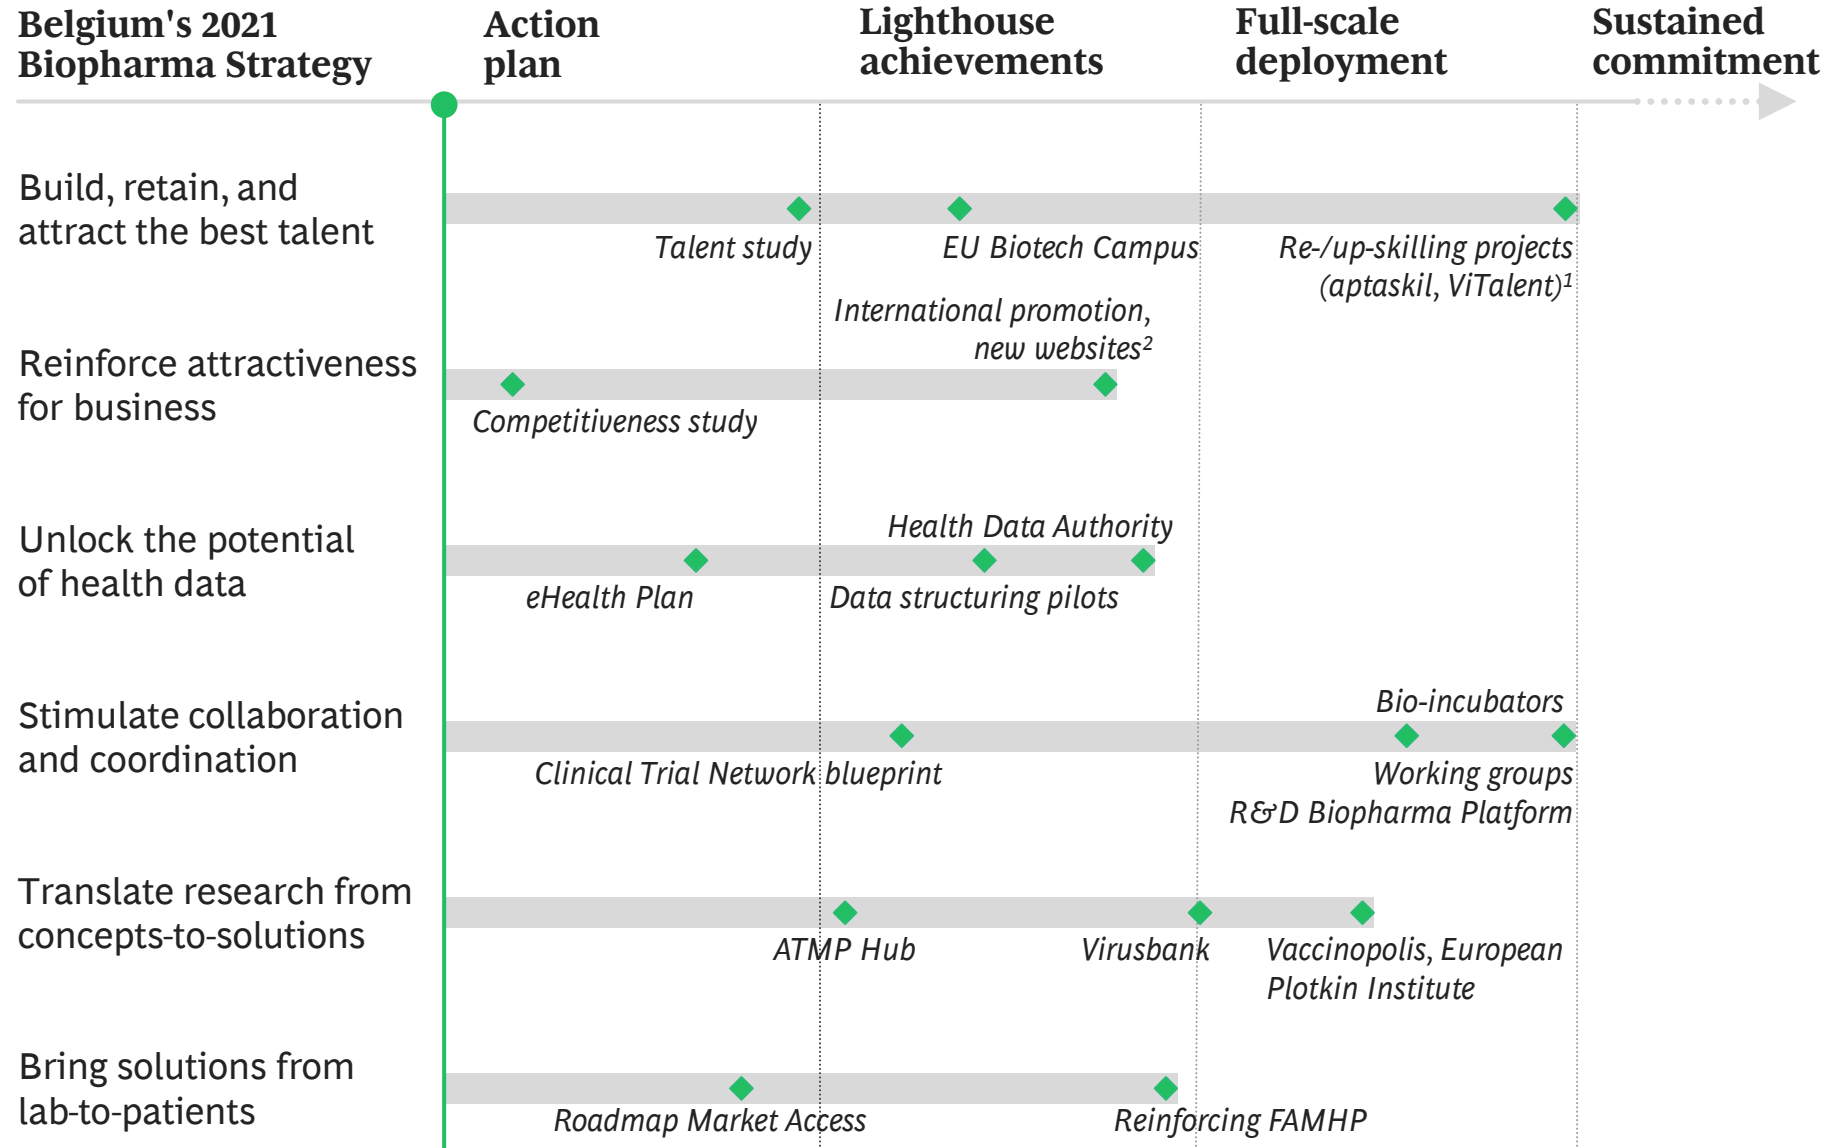 Belgium's 2021
Biopharma Strategy
Action
plan
Lighthouse
achievements
Full-scale
deployment
Sustained
commitment
Build, retain, and
attract the best talent
Talent study
EU Biotech Campus
Re-/up-skilling projects
(aptaskil, ViTalent)¹
Reinforce attractiveness
for business
International promotion,
new websites²
Competitiveness study
Unlock the potential
of health data
Health Data Authority
eHealth Plan
Data structuring pilots
Stimulate collaboration
and coordination
Bio-incubators
Clinical Trial Network blueprint
Working groups
R&D Biopharma Platform
Translate research from
concepts-to-solutions
ATMP Hub
Virusbank
Vaccinopolis, European
Plotkin Institute
Bring solutions from
lab-to-patients
Roadmap Market Access
Reinforcing FAMHP